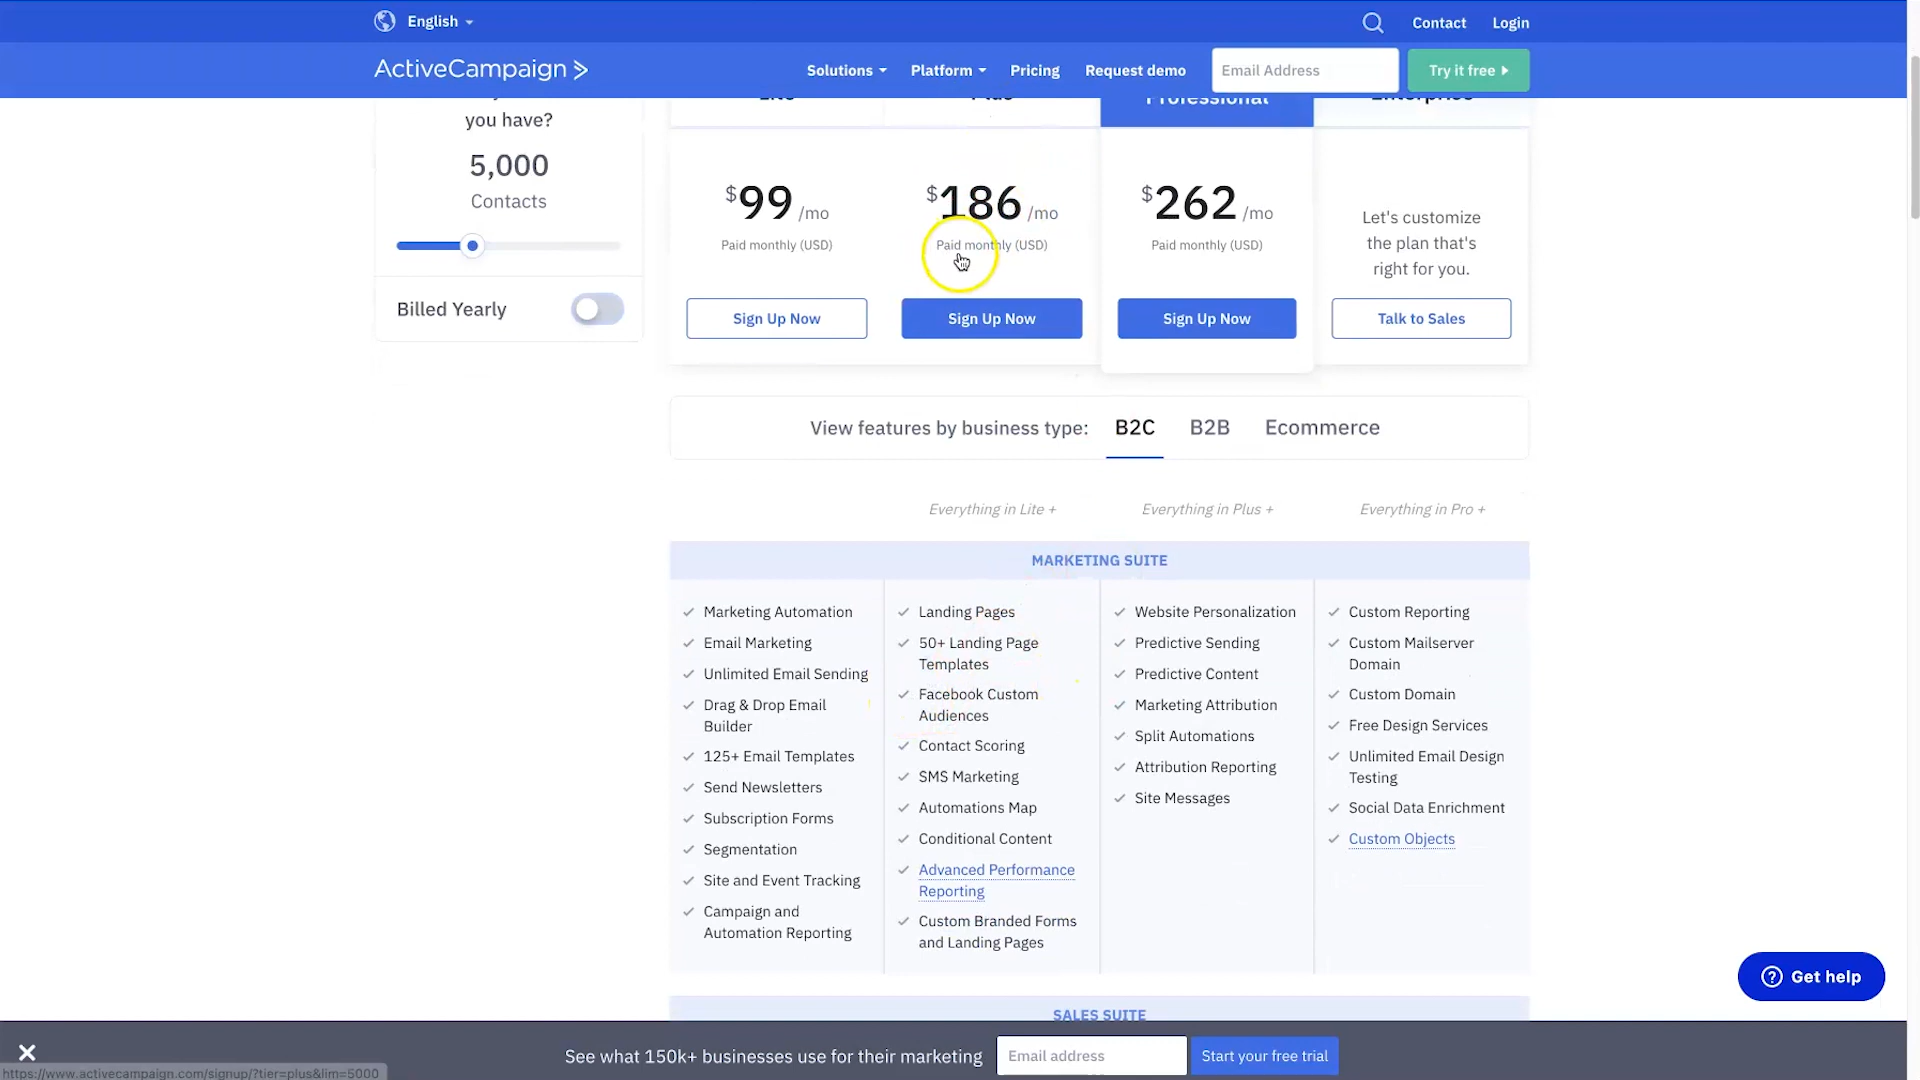 English
Contact
Login
ActiveCampaign >
Solutions
Platform
Pricing
Request demo
Email Address
Try it free
Lite
Plus
Professional
Enterprise
you have?
5,000
Contacts
Billed Yearly
$99 /mo
Paid monthly (USD)
Sign Up Now
$186 /mo
Paid monthly (USD)
Sign Up Now
$262 /mo
Paid monthly (USD)
Sign Up Now
Let's customize
the plan that's
right for you.
Talk to Sales
View features by business type:
B2C
B2B
Ecommerce
Everything in Lite +
Everything in Plus +
Everything in Pro +
MARKETING SUITE
Marketing Automation
Email Marketing
Unlimited Email Sending
Drag & Drop Email
Builder
125+ Email Templates
Send Newsletters
Subscription Forms
Segmentation
Site and Event Tracking
Campaign and
Automation Reporting
Landing Pages
50+ Landing Page
Templates
Facebook Custom
Audiences
Contact Scoring
SMS Marketing
Automations Map
Conditional Content
Advanced Performance
Reporting
Custom Branded Forms
and Landing Pages
Website Personalization
Predictive Sending
Predictive Content
Marketing Attribution
Split Automations
Attribution Reporting
Site Messages
Custom Reporting
Custom Mailserver
Domain
Custom Domain
Free Design Services
Unlimited Email Design
Testing
Social Data Enrichment
Custom Objects
SALES SUITE
Get help
See what 150k+ businesses use for their marketing
Email address
Start your free trial
https://www.activecampaign.com/signup/?tier=plus&lim=5000